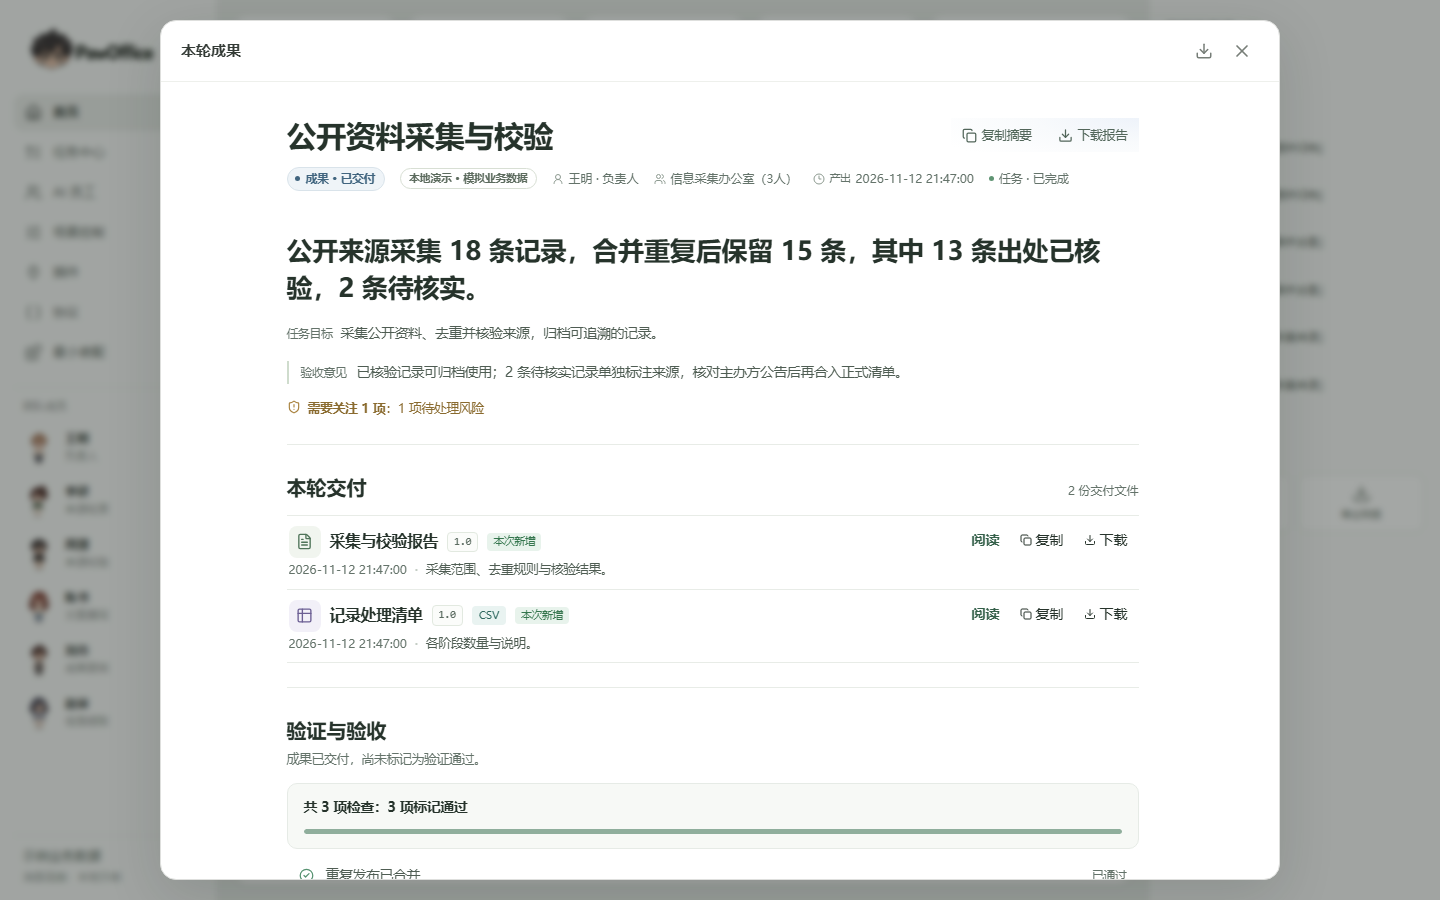 本轮成果
公开资料采集与校验
复制摘要 下载报告
成果 • 已交付 本地演示 • 模拟业务数据 王明 · 负责人 信息采集办公室（3人） 产出 2026-11-12 21:47:00 任务 · 已完成
公开来源采集 18 条记录，合并重复后保留 15 条，其中 13 条出处已核
验，2 条待核实。
任务目标 采集公开资料、去重并核验来源，归档可追溯的记录。
验收意见 已核验记录可归档使用；2 条待核实记录单独标注来源，核对主办方公告后再合入正式清单。
需要关注 1 项：1 项待处理风险
本轮交付 2 份交付文件
采集与校验报告 1.0 本次新增 阅读 复制 下载
2026-11-12 21:47:00 · 采集范围、去重规则与核验结果。
记录处理清单 1.0 CSV 本次新增 阅读 复制 下载
2026-11-12 21:47:00 · 各阶段数量与说明。
验证与验收
成果已交付，尚未标记为验证通过。
共 3 项检查：3 项标记通过
重复发布已合并 已通过